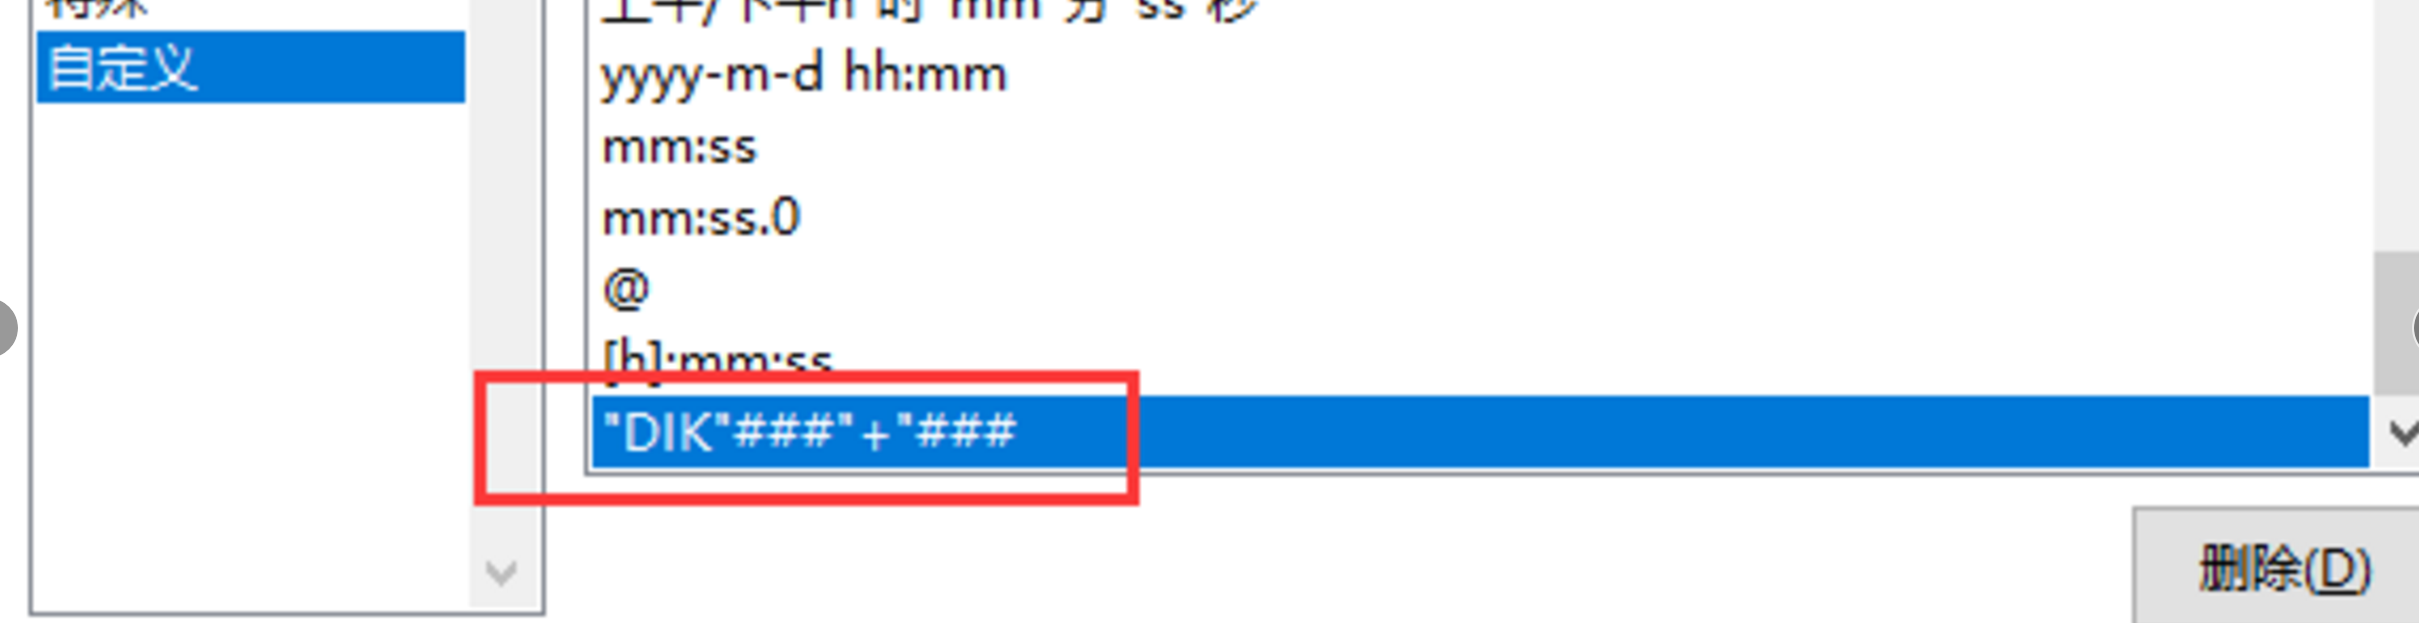 特殊
自定义
上午/下午h"时"mm"分"ss"秒"
yyyy-m-d hh:mm
mm:ss
mm:ss.0
@
[h]:mm:ss
"DIK"###"+"###
删除(D)